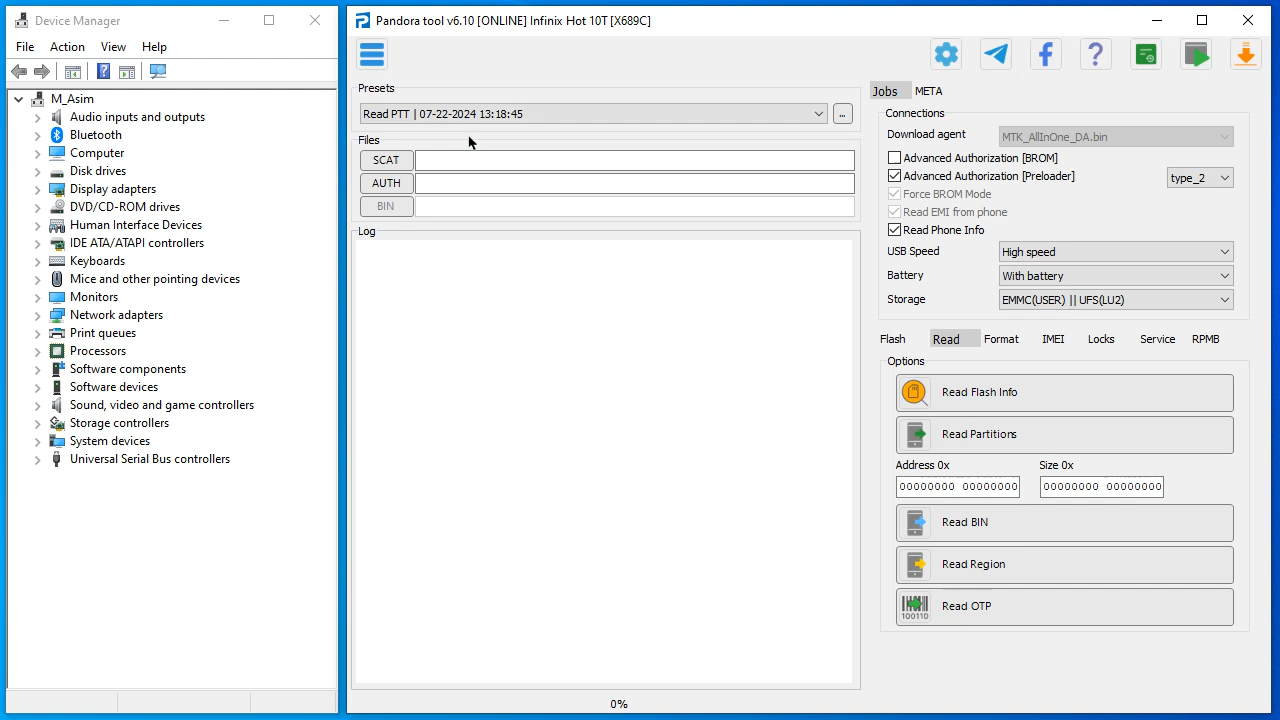 Device Manager
File Action View Help
M_Asim
Audio inputs and outputs
Bluetooth
Computer
Disk drives
Display adapters
DVD/CD-ROM drives
Human Interface Devices
IDE ATA/ATAPI controllers
Keyboards
Mice and other pointing devices
Monitors
Network adapters
Print queues
Processors
Software components
Software devices
Sound, video and game controllers
Storage controllers
System devices
Universal Serial Bus controllers
Pandora tool v6.10 [ONLINE] Infinix Hot 10T [X689C]
Presets
Read PTT | 07-22-2024 13:18:45
...
Files
SCAT
AUTH
BIN
Log
0%
Jobs META
Connections
Download agent MTK_AllInOne_DA.bin
Advanced Authorization [BROM]
Advanced Authorization [Preloader] type_2
Force BROM Mode
Read EMI from phone
Read Phone Info
USB Speed High speed
Battery With battery
Storage EMMC(USER) || UFS(LU2)
Flash Read Format IMEI Locks Service RPMB
Options
Read Flash Info
Read Partitions
Address 0x Size 0x
00000000 00000000 00000000 00000000
Read BIN
Read Region
100110 Read OTP